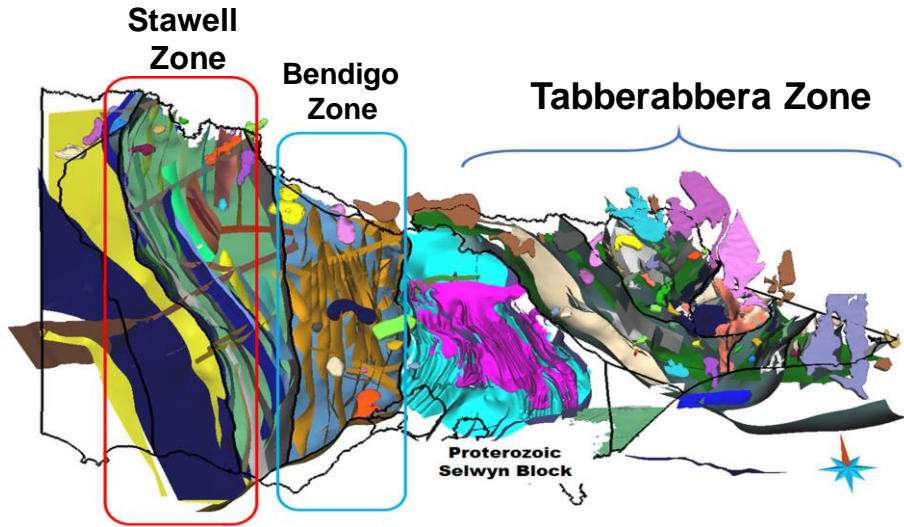 Stawell
Zone
Bendigo
Zone
Tabberabbera Zone
Proterozoic
Selwyn Block